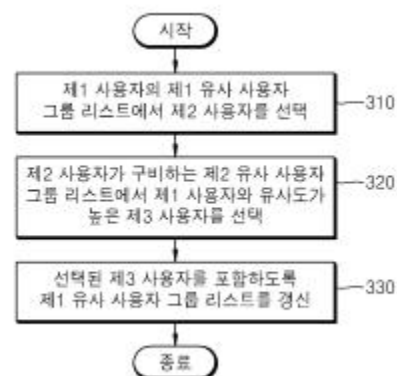 시작
제1 사용자의 제1 유사 사용자
그룹 리스트에서 제2 사용자를 선택
310
제2 사용자가 구비하는 제2 유사 사용자
그룹 리스트에서 제1 사용자와 유사도가
높은 제3 사용자를 선택
320
선택된 제3 사용자를 포함하도록
제1 유사 사용자 그룹 리스트를 갱신
330
종료